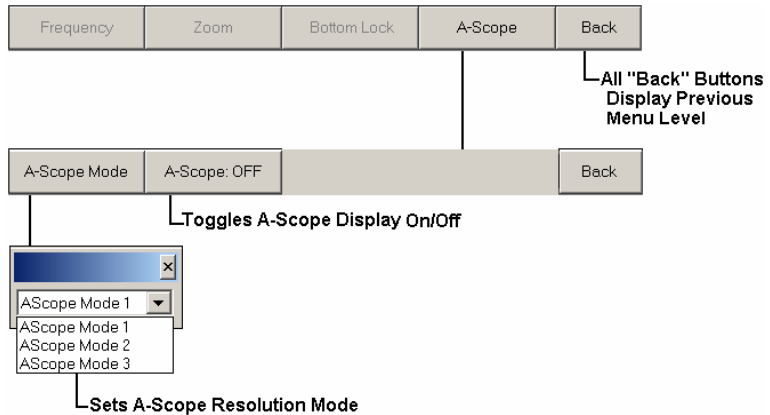 Frequency Zoom Bottom Lock A-Scope Back
All "Back" Buttons
Display Previous
Menu Level
A-Scope Mode A-Scope: OFF Back
Toggles A-Scope Display On/Off
AScope Mode 1
AScope Mode 1
AScope Mode 2
AScope Mode 3
Sets A-Scope Resolution Mode